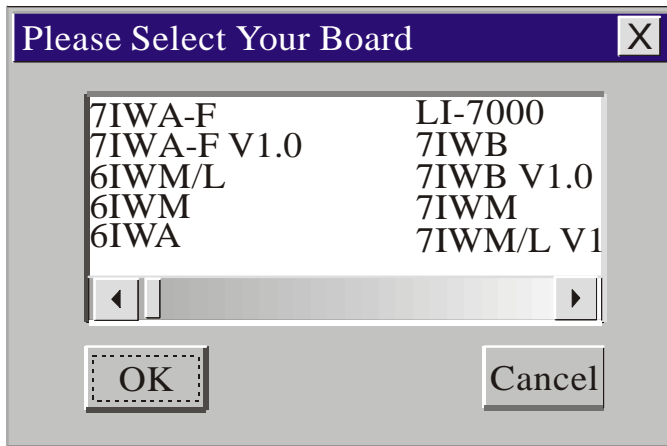 Please Select Your Board X
7IWA-F LI-7000
7IWA-F V1.0 7IWB
6IWM/L 7IWB V1.0
6IWM 7IWM
6IWA 7IWM/L V1
OK Cancel